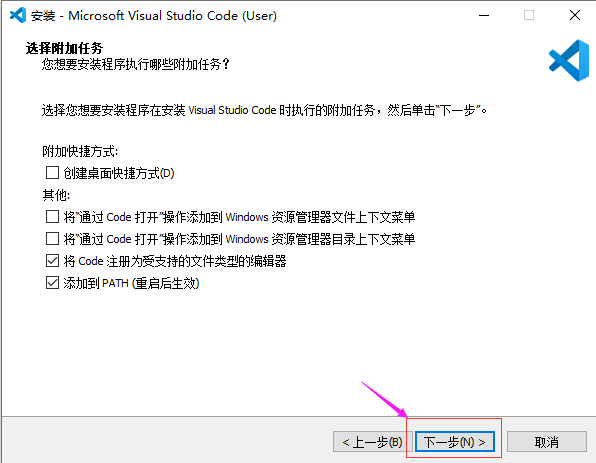 安装 - Microsoft Visual Studio Code (User)
选择附加任务
您想要安装程序执行哪些附加任务？
选择您想要安装程序在安装 Visual Studio Code 时执行的附加任务，然后单击“下一步”。
附加快捷方式:
创建桌面快捷方式(D)
其他:
将“通过 Code 打开”操作添加到 Windows 资源管理器文件上下文菜单
将“通过 Code 打开”操作添加到 Windows 资源管理器目录上下文菜单
将 Code 注册为受支持的文件类型的编辑器
添加到 PATH (重启后生效)
< 上一步(B)
下一步(N) >
取消